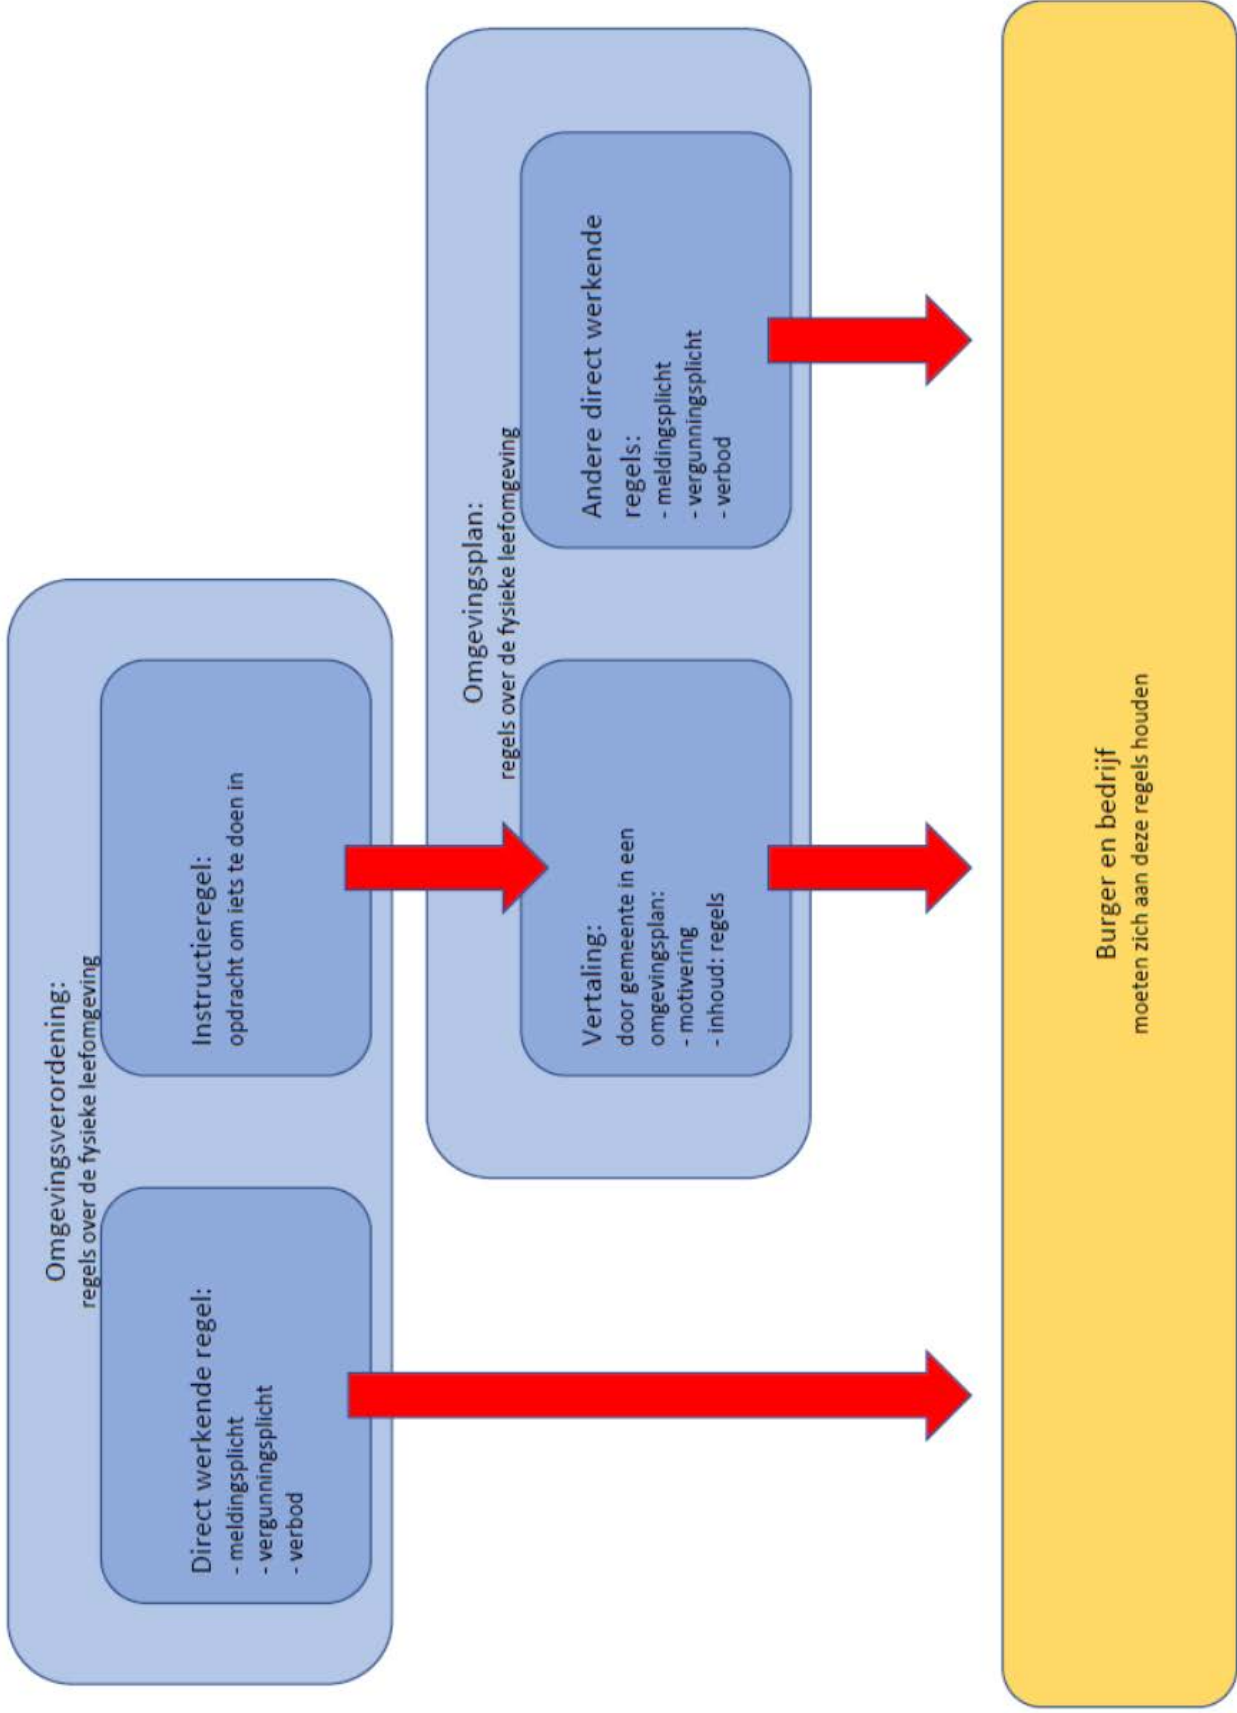 Omgevingsverordening:
regels over de fysieke leefomgeving
Direct werkende regel:
- meldingsplicht
- vergunningsplicht
- verbod
Instructieregel:
opdracht om iets te doen in
Omgevingsplan:
regels over de fysieke leefomgeving
Vertaling:
door gemeente in een
omgevingsplan:
- motivering
- inhoud: regels
Andere direct werkende
regels:
- meldingsplicht
- vergunningsplicht
- verbod
Burger en bedrijf
moeten zich aan deze regels houden